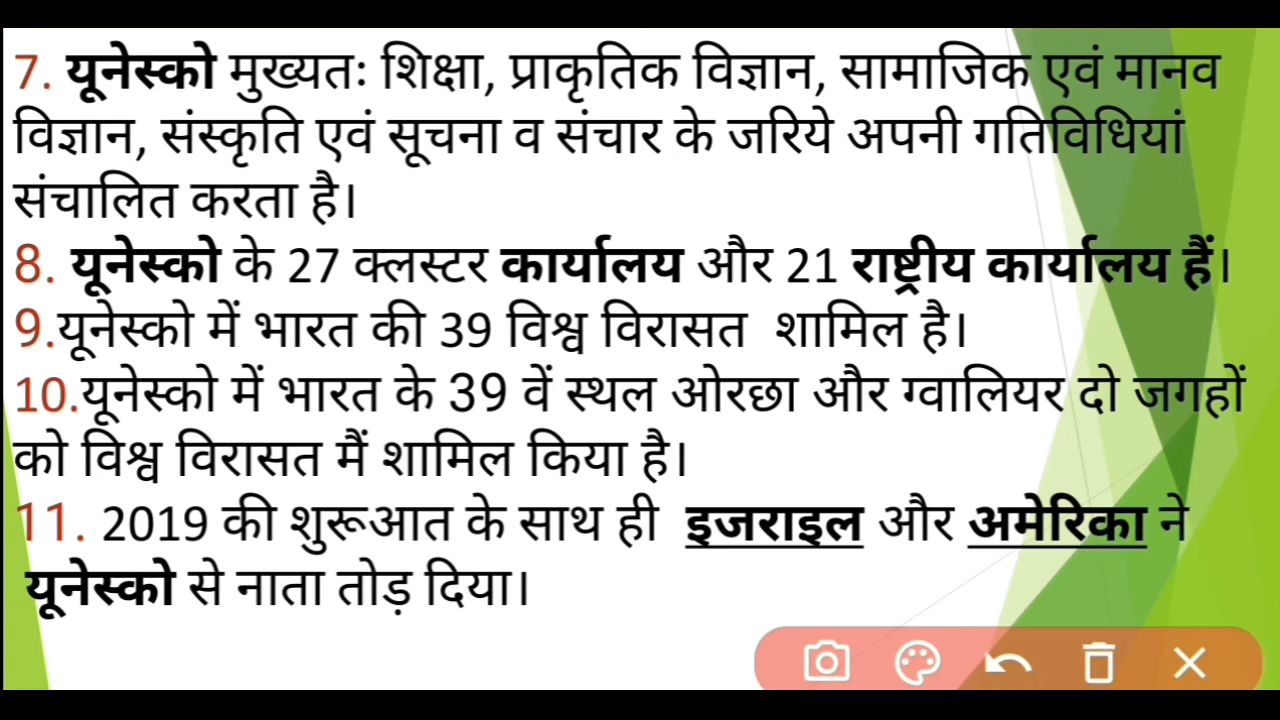 7. यूनेस्को मुख्यतः शिक्षा, प्राकृतिक विज्ञान, सामाजिक एवं मानव
विज्ञान, संस्कृति एवं सूचना व संचार के जरिये अपनी गतिविधियां
संचालित करता है।
8. यूनेस्को के 27 क्लस्टर कार्यालय और 21 राष्ट्रीय कार्यालय हैं।
9.यूनेस्को में भारत की 39 विश्व विरासत शामिल है।
10.यूनेस्को में भारत के 39 वें स्थल ओरछा और ग्वालियर दो जगहों
को विश्व विरासत मैं शामिल किया है।
11. 2019 की शुरूआत के साथ ही इजराइल और अमेरिका ने
यूनेस्को से नाता तोड़ दिया।